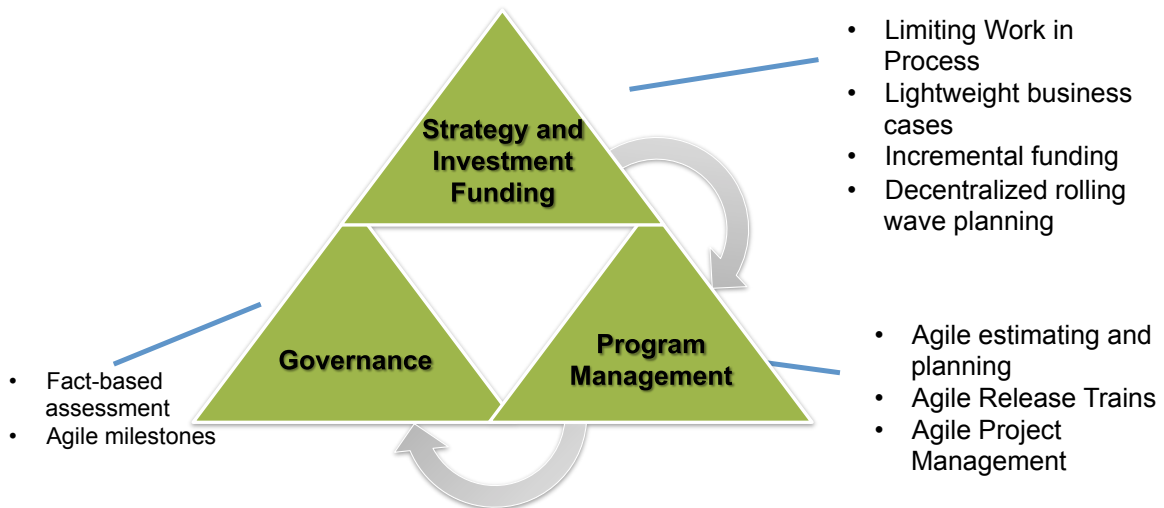 Strategy and
Investment
Funding
• Limiting Work in
Process
• Lightweight business
cases
• Incremental funding
• Decentralized rolling
wave planning
Governance
• Fact-based
assessment
• Agile milestones
Program
Management
• Agile estimating and
planning
• Agile Release Trains
• Agile Project
Management